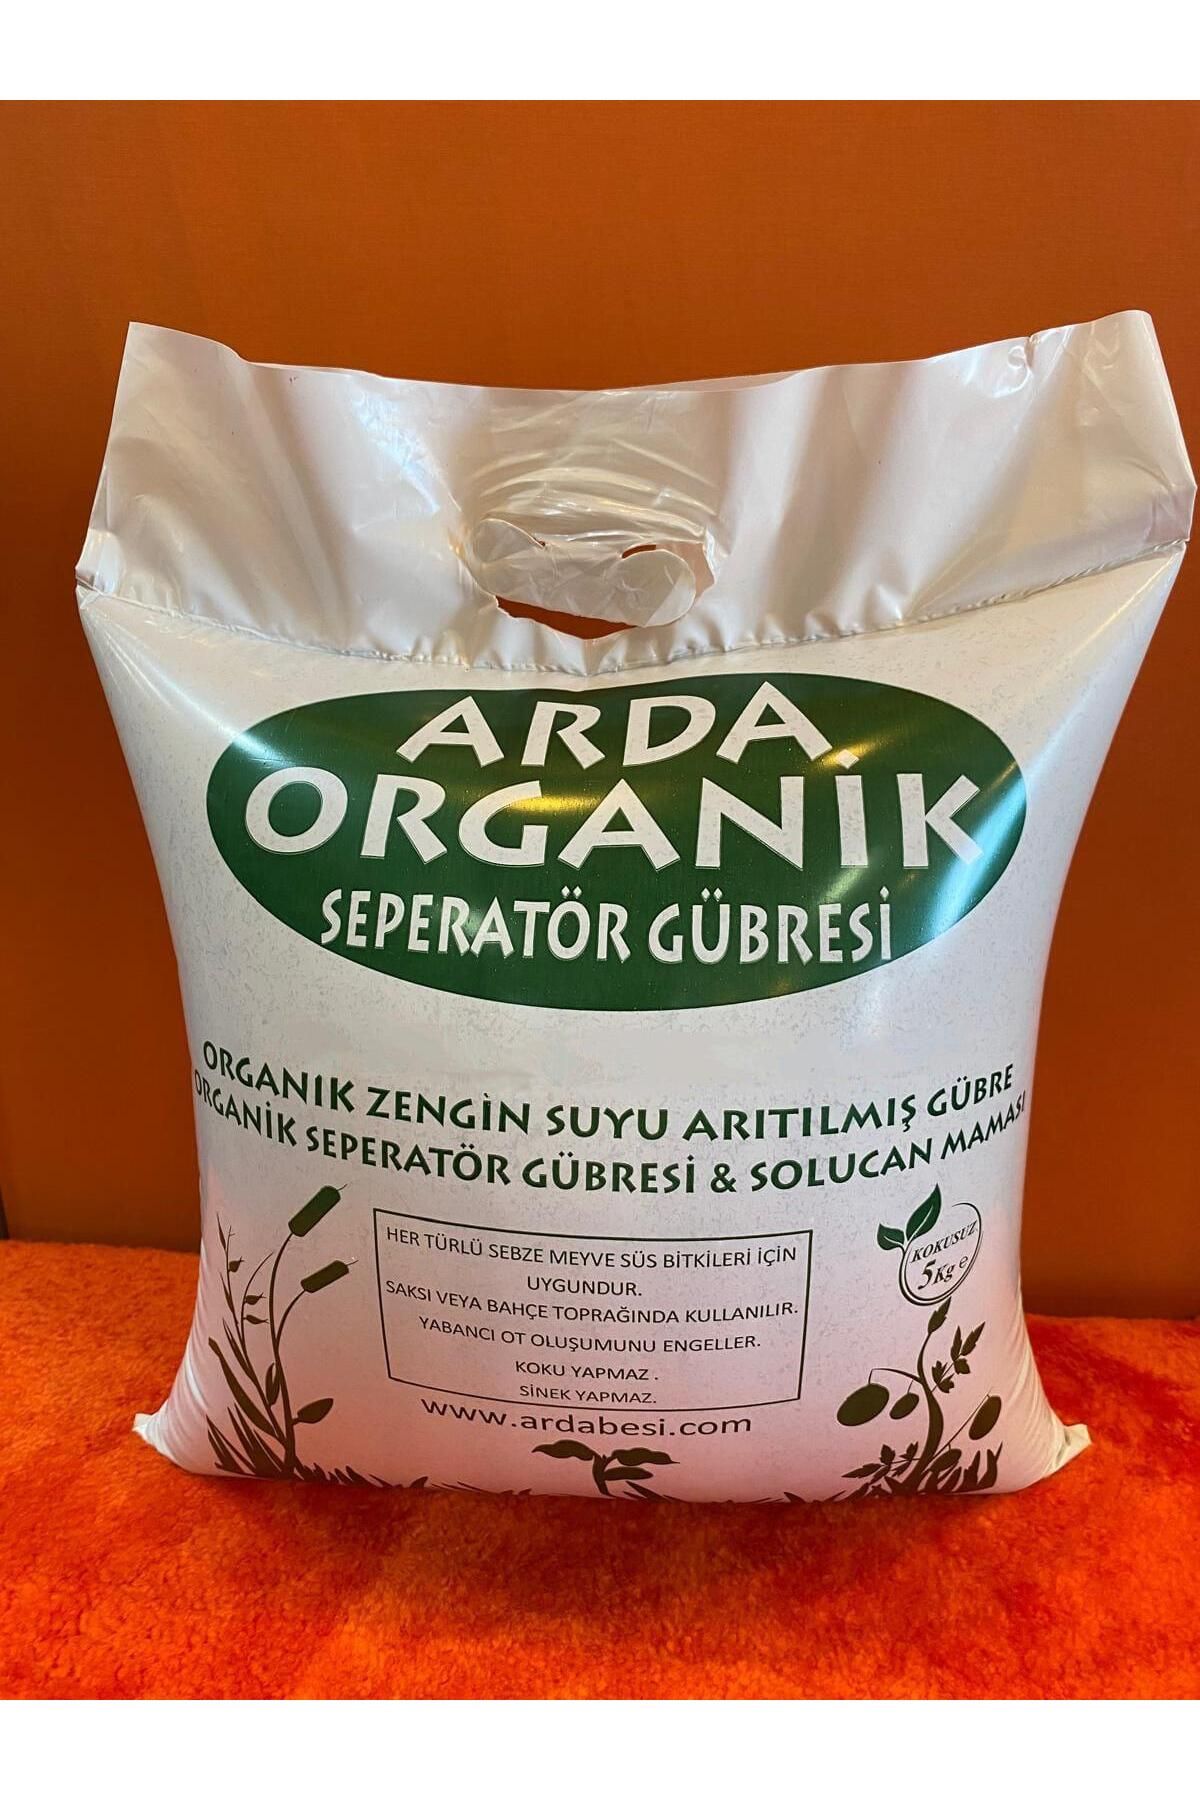 ARDA
ORGANİK
SEPERATÖR GÜBRESİ
ORGANIK ZENGİN SUYU ARITILMIŞ GÜBRE
ORGANİK SEPERATÖR GÜBRESİ & SOLUCAN MAMASI
HER TÜRLÜ SEBZE MEYVE SÜS BİTKİLERİ İÇİN
UYGUNDUR.
SAKSI VEYA BAHÇE TOPRAĞINDA KULLANILIR.
YABANCI OT OLUŞUMUNU ENGELLER.
KOKU YAPMAZ .
SİNEK YAPMAZ.
www.ardabesi.com
KOKUSUZ
5Kg ℮